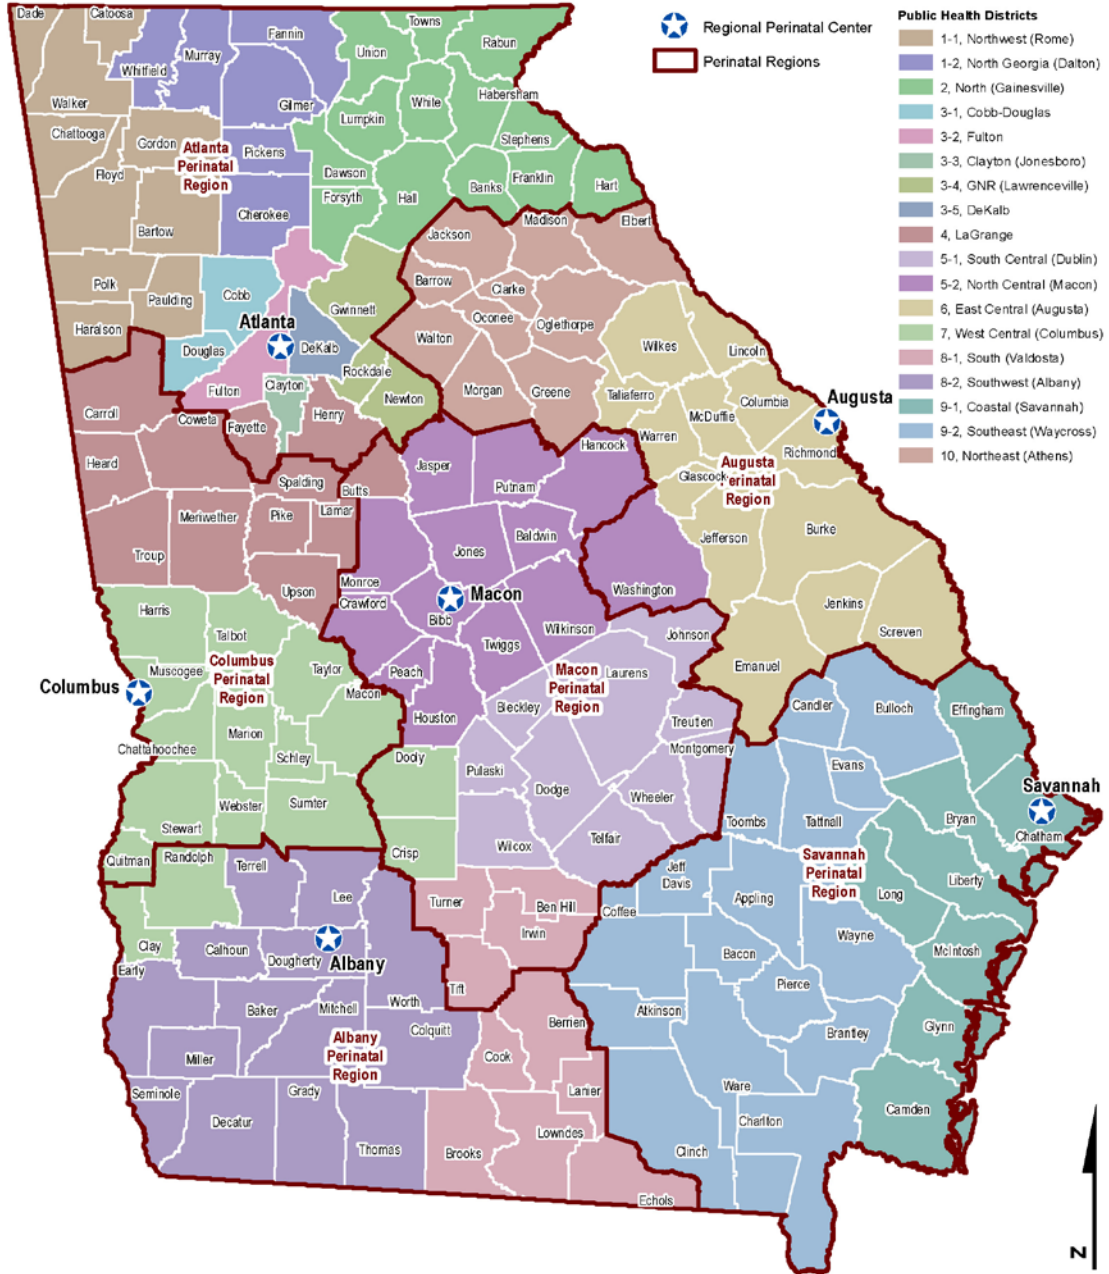 Regional Perinatal Center
Perinatal Regions
Public Health Districts
1-1, Northwest (Rome)
1-2, North Georgia (Dalton)
2, North (Gainesville)
3-1, Cobb-Douglas
3-2, Fulton
3-3, Clayton (Jonesboro)
3-4, GNR (Lawrenceville)
3-5, DeKalb
4, LaGrange
5-1, South Central (Dublin)
5-2, North Central (Macon)
6, East Central (Augusta)
7, West Central (Columbus)
8-1, South (Valdosta)
8-2, Southwest (Albany)
9-1, Coastal (Savannah)
9-2, Southeast (Waycross)
10, Northeast (Athens)
Dade
Catoosa
Fannin
Towns
Union
Rabun
Murray
Whitfield
Walker
Gilmer
White
Habersham
Lumpkin
Chattooga
Gordon
Atlanta
Perinatal
Region
Pickens
Stephens
Floyd
Dawson
Banks
Franklin
Hart
Forsyth
Hall
Cherokee
Bartow
Jackson
Madison
Elbert
Polk
Paulding
Cobb
Barrow
Clarke
Haralson
Gwinnett
Oconee
Oglethorpe
Atlanta
Walton
Wilkes
Lincoln
Douglas
DeKalb
Rockdale
Fulton
Clayton
Morgan
Greene
Taliaferro
Columbia
Newton
Augusta
Carroll
Coweta
Fayette
Henry
McDuffie
Warren
Richmond
Heard
Jasper
Hancock
Augusta
Perinatal
Region
Glascock
Spalding
Butts
Putnam
Meriwether
Pike
Lamar
Baldwin
Jefferson
Burke
Troup
Jones
Upson
Monroe
Washington
Crawford
Macon
Bibb
Jenkins
Harris
Talbot
Twiggs
Wilkinson
Johnson
Screven
Columbus
Perinatal
Region
Muscogee
Taylor
Peach
Macon
Perinatal
Region
Laurens
Emanuel
Columbus
Macon
Bleckley
Houston
Treutlen
Candler
Bulloch
Effingham
Marion
Chattahoochee
Schley
Dooly
Montgomery
Pulaski
Evans
Savannah
Webster
Sumter
Dodge
Wheeler
Stewart
Toombs
Tattnall
Bryan
Chatham
Telfair
Wilcox
Quitman
Randolph
Terrell
Crisp
Jeff
Davis
Savannah
Perinatal
Region
Liberty
Lee
Turner
Ben Hill
Coffee
Appling
Long
Irwin
Clay
Calhoun
Dougherty
Albany
Wayne
McIntosh
Early
Bacon
Tift
Pierce
Baker
Mitchell
Worth
Atkinson
Colquitt
Berrien
Brantley
Glynn
Albany
Perinatal
Region
Miller
Cook
Seminole
Grady
Lanier
Ware
Camden
Decatur
Charlton
Lowndes
Thomas
Brooks
Clinch
Echols
N